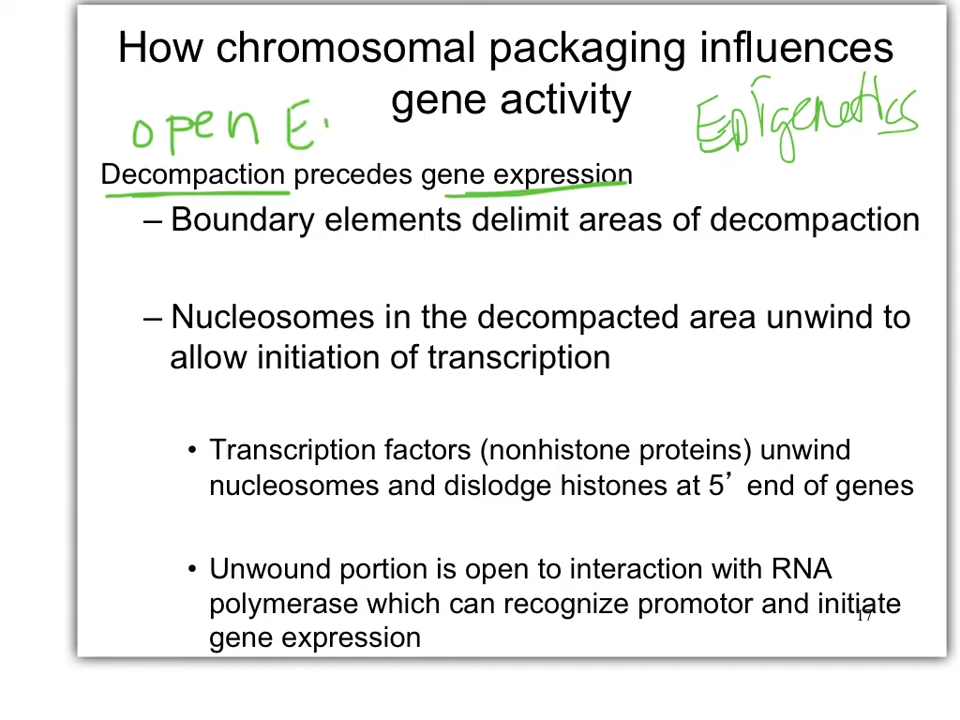 How chromosomal packaging influences
gene activity
open E.
Epigenetics
Decompaction precedes gene expression
– Boundary elements delimit areas of decompaction
– Nucleosomes in the decompacted area unwind to
allow initiation of transcription
• Transcription factors (nonhistone proteins) unwind
nucleosomes and dislodge histones at 5’ end of genes
• Unwound portion is open to interaction with RNA
polymerase which can recognize promotor and initiate
gene expression
17